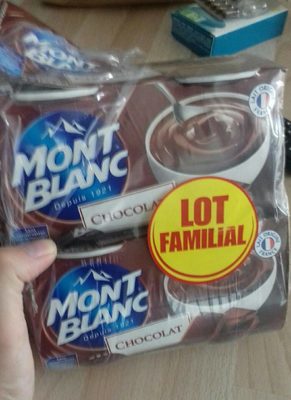 MONT
BLANC
Depuis 1921
CHOCOLAT
LOT
FAMILIAL
MONT
BLANC
Depuis 1921
CHOCOLAT